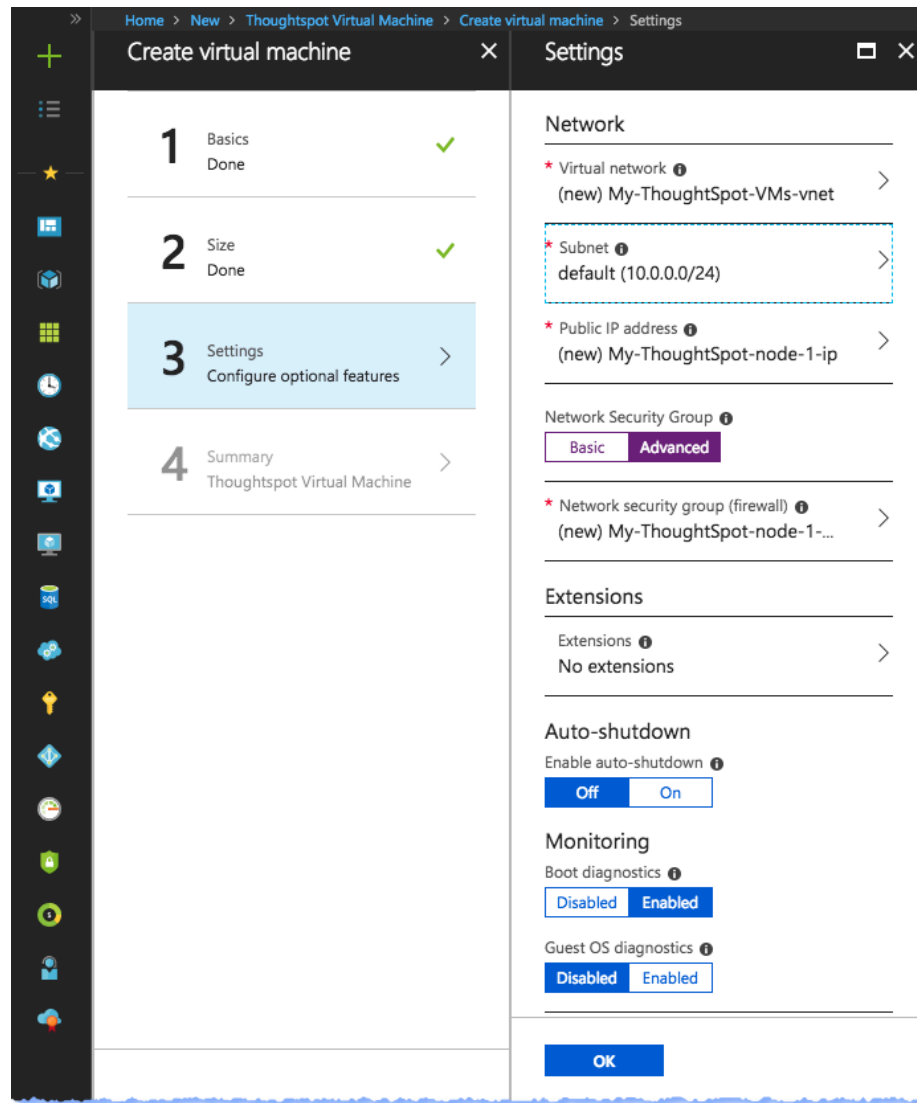 Home > New > Thoughtspot Virtual Machine > Create virtual machine > Settings
Create virtual machine
1
Basics
Done
2
Size
Done
3
Settings
Configure optional features
4
Summary
Thoughtspot Virtual Machine
Settings
Network
* Virtual network
(new) My-ThoughtSpot-VMs-vnet
* Subnet
default (10.0.0.0/24)
* Public IP address
(new) My-ThoughtSpot-node-1-ip
Network Security Group
Basic Advanced
* Network security group (firewall)
(new) My-ThoughtSpot-node-1-...
Extensions
Extensions
No extensions
Auto-shutdown
Enable auto-shutdown
Off On
Monitoring
Boot diagnostics
Disabled Enabled
Guest OS diagnostics
Disabled Enabled
OK
SQL